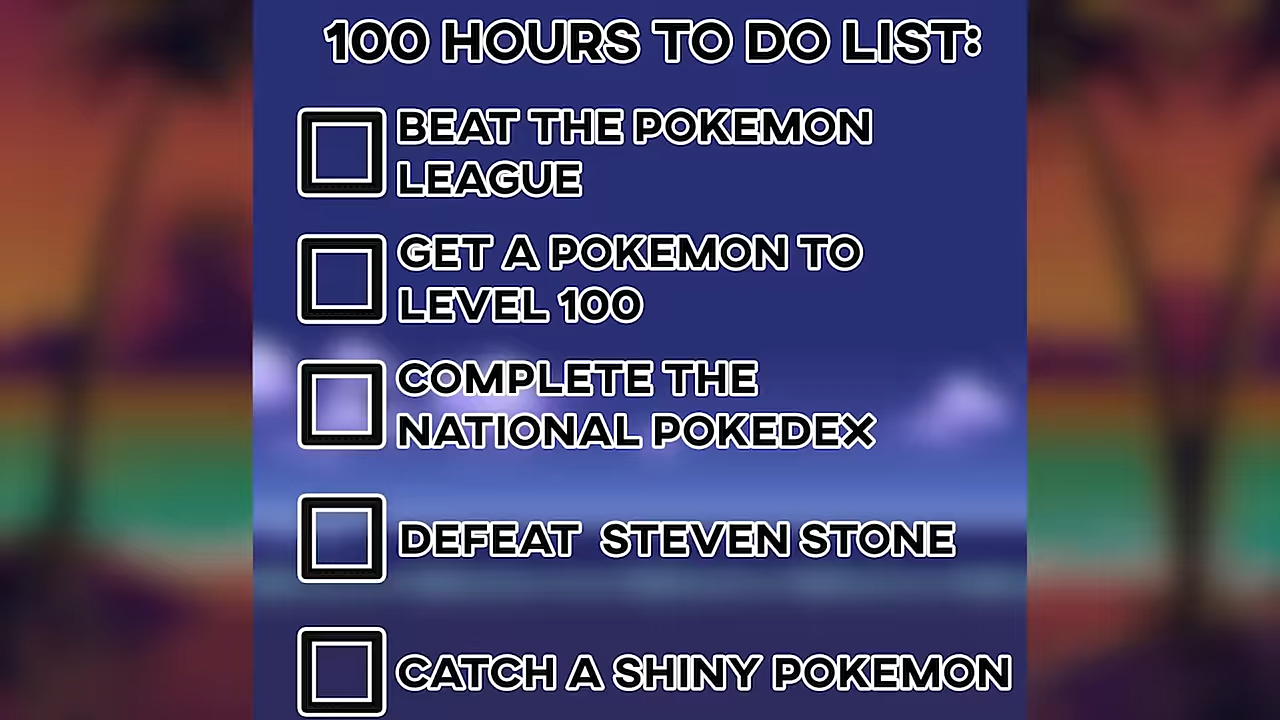 100 HOURS TO DO LIST:
BEAT THE POKEMON
LEAGUE
GET A POKEMON TO
LEVEL 100
COMPLETE THE
NATIONAL POKEDEX
DEFEAT STEVEN STONE
CATCH A SHINY POKEMON